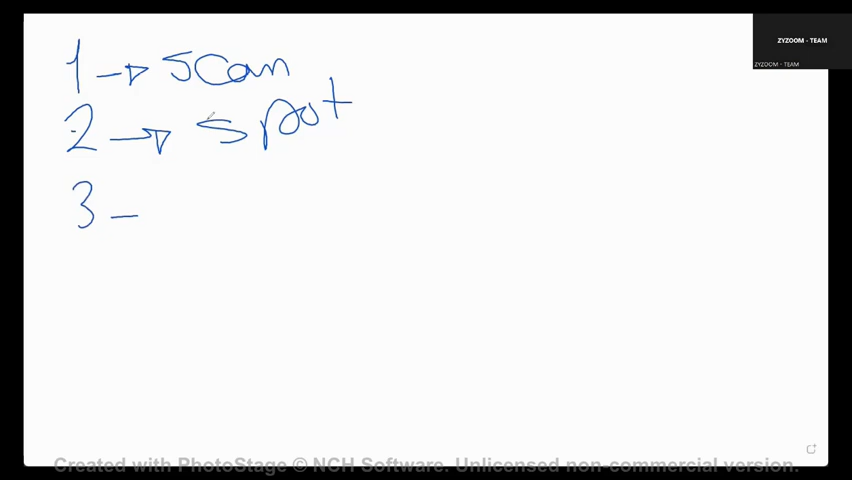 ZYZOOM - TEAM
ZYZOOM - TEAM
1 → scan
2 → spot
3 -
Created with PhotoStage © NCH Software. Unlicensed non-commercial version.